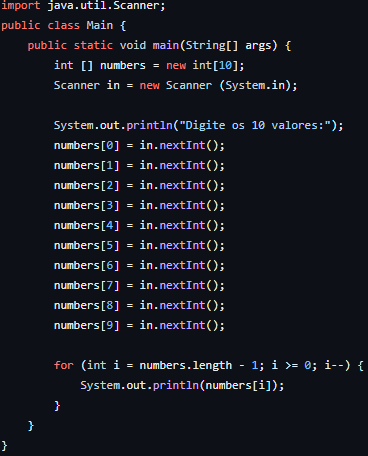 import java.util.Scanner;
public class Main {
    public static void main(String[] args) {
        int [] numbers = new int[10];
        Scanner in = new Scanner (System.in);

        System.out.println("Digite os 10 valores:");
        numbers[0] = in.nextInt();
        numbers[1] = in.nextInt();
        numbers[2] = in.nextInt();
        numbers[3] = in.nextInt();
        numbers[4] = in.nextInt();
        numbers[5] = in.nextInt();
        numbers[6] = in.nextInt();
        numbers[7] = in.nextInt();
        numbers[8] = in.nextInt();
        numbers[9] = in.nextInt();

        for (int i = numbers.length - 1; i >= 0; i--) {
            System.out.println(numbers[i]);
        }
    }
}